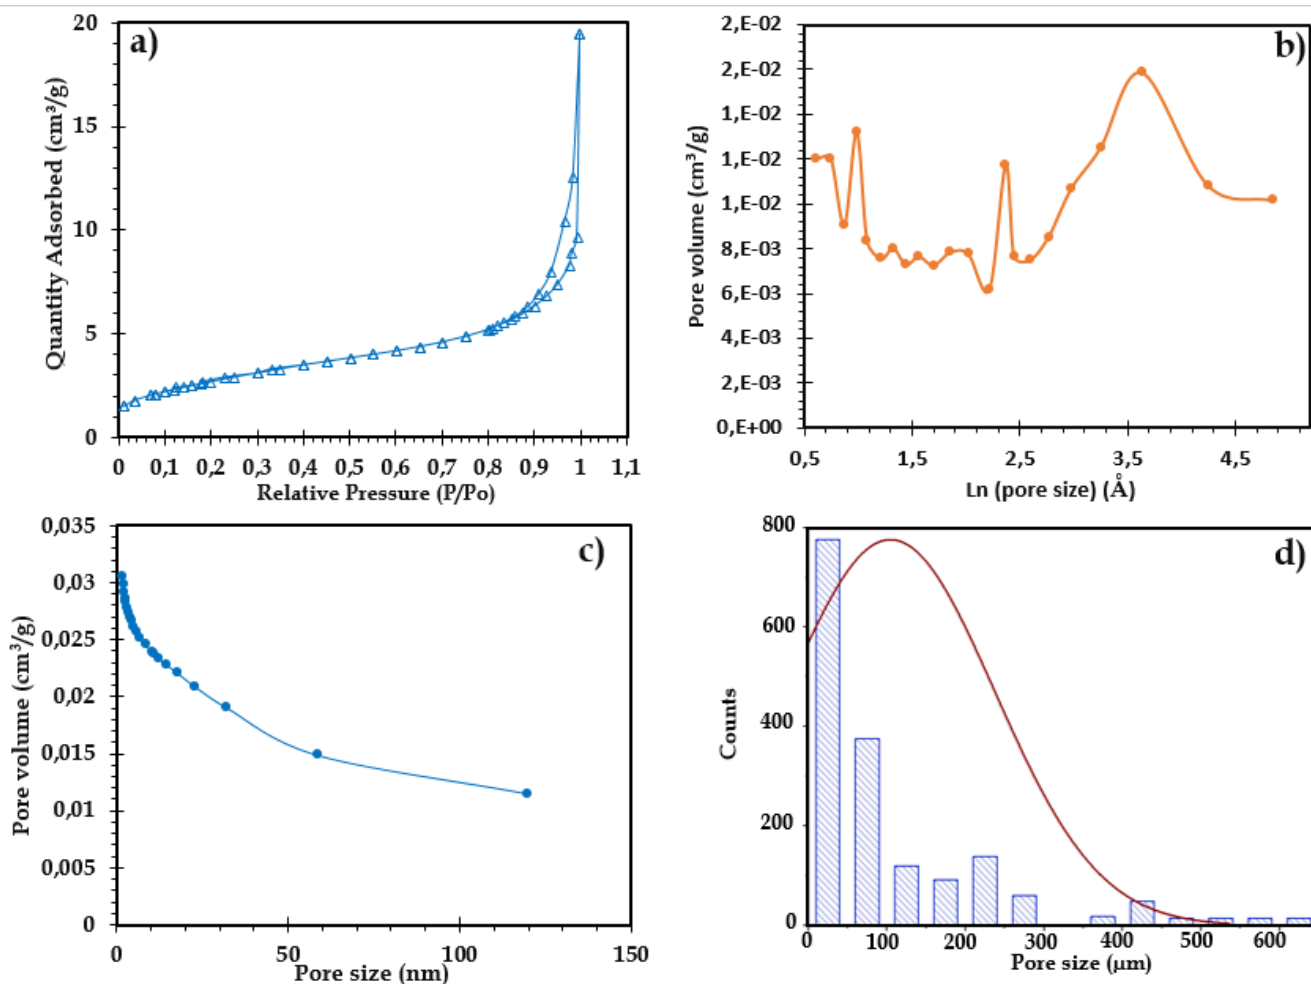 a)
Quantity Adsorbed (cm³/g)
20
15
10
5
0
0 0,1 0,2 0,3 0,4 0,5 0,6 0,7 0,8 0,9 1 1,1
Relative Pressure (P/Po)
b)
Pore volume (cm³/g)
2,E-02
2,E-02
1,E-02
1,E-02
1,E-02
8,E-03
6,E-03
4,E-03
2,E-03
0,E+00
0,5 1,5 2,5 3,5 4,5
Ln (pore size) (Å)
c)
Pore volume (cm³/g)
0,035
0,03
0,025
0,02
0,015
0,01
0,005
0
0 50 100 150
Pore size (nm)
d)
Counts
800
600
400
200
0
0 100 200 300 400 500 600
Pore size (µm)